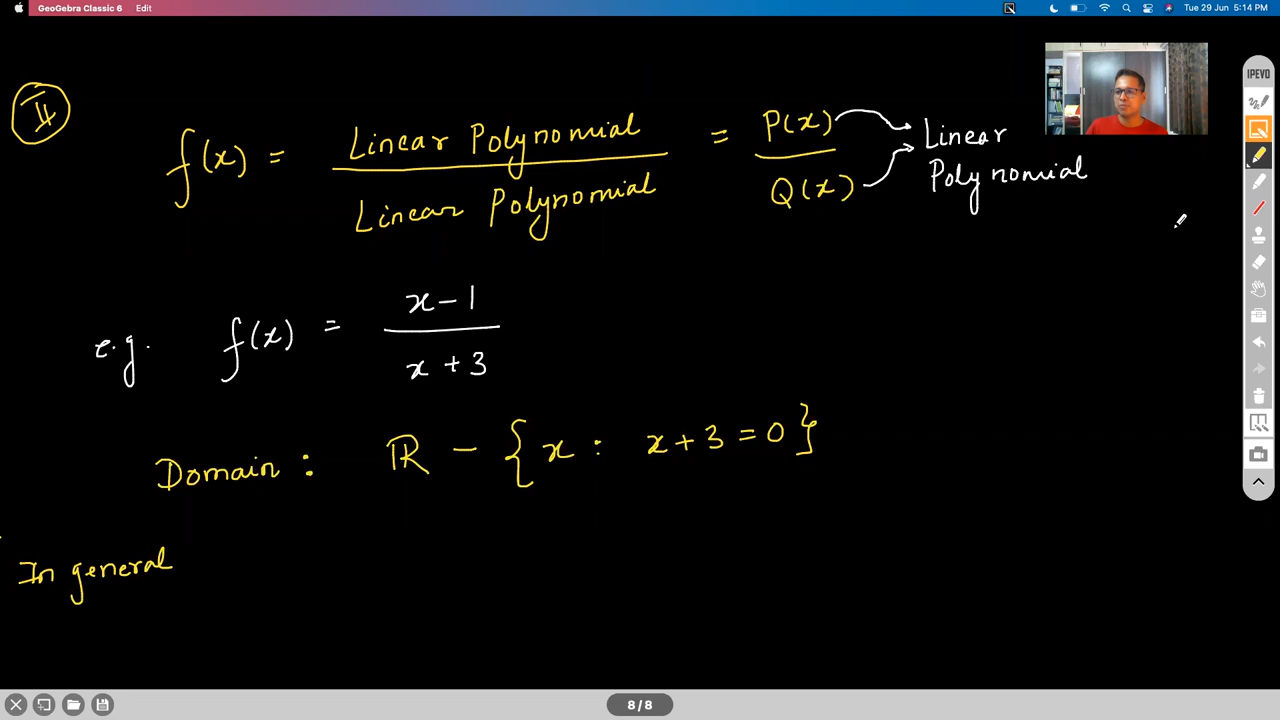 GeoGebra Classic 6 Edit Tue 29 Jun 5:14 PM
IPEVO
II
f(x) = Linear Polynomial / Linear Polynomial = P(x) / Q(x) Linear Polynomial
e.g. f(x) = x-1 / x+3
Domain : ℝ - {x : x+3=0}
In general
8/8